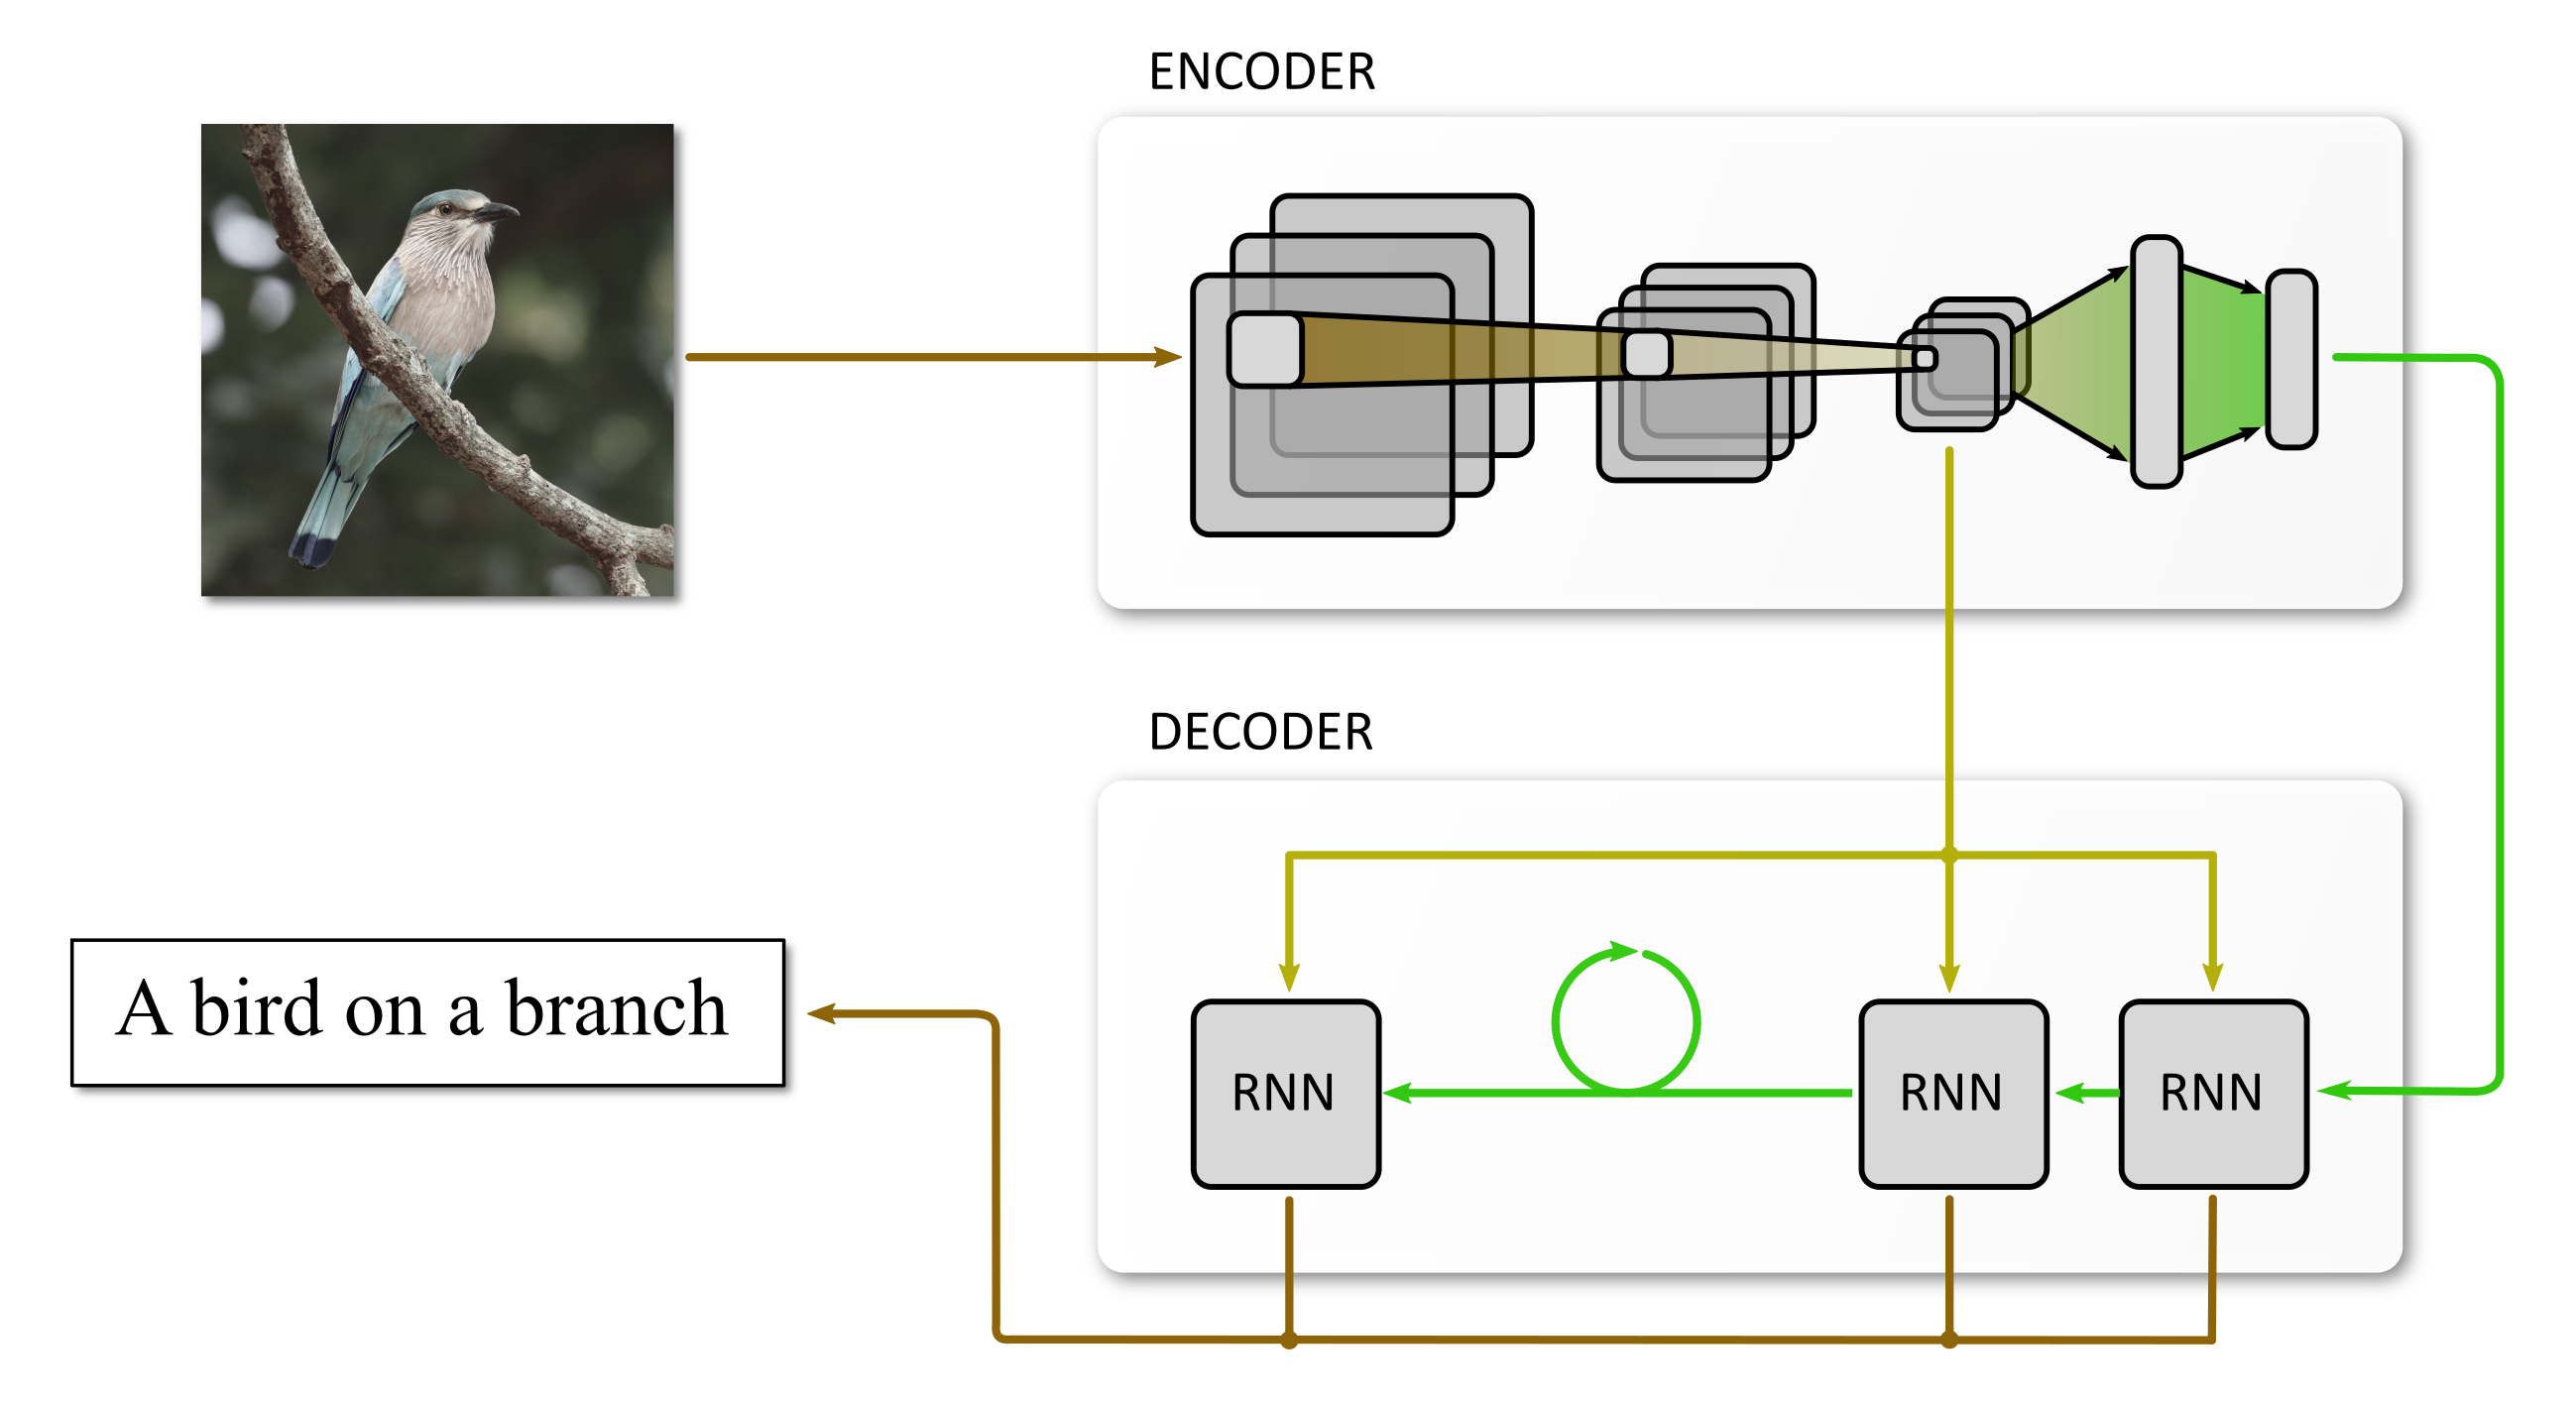 ENCODER
DECODER
A bird on a branch
RNN
RNN
RNN